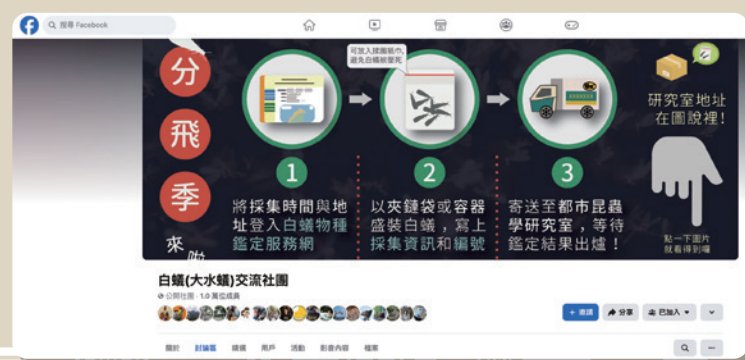 搜尋 Facebook
分
飛
季
來啦
可放入揉團紙巾,
避免白蟻被壓死
1
將採集時間與地
址登入白蟻物種
鑑定服務網
2
以夾鏈袋或容器
盛裝白蟻,寫上
採集資訊和編號
3
寄送至都市昆蟲
學研究室,等待
鑑定結果出爐!
研究室地址
在圖說裡!
點一下圖片
就看得到囉
白蟻(大水蟻)交流社團
公開社團 · 1.0 萬位成員
+ 邀請
分享
已加入
關於
討論區
精選
用戶
活動
影音內容
檔案